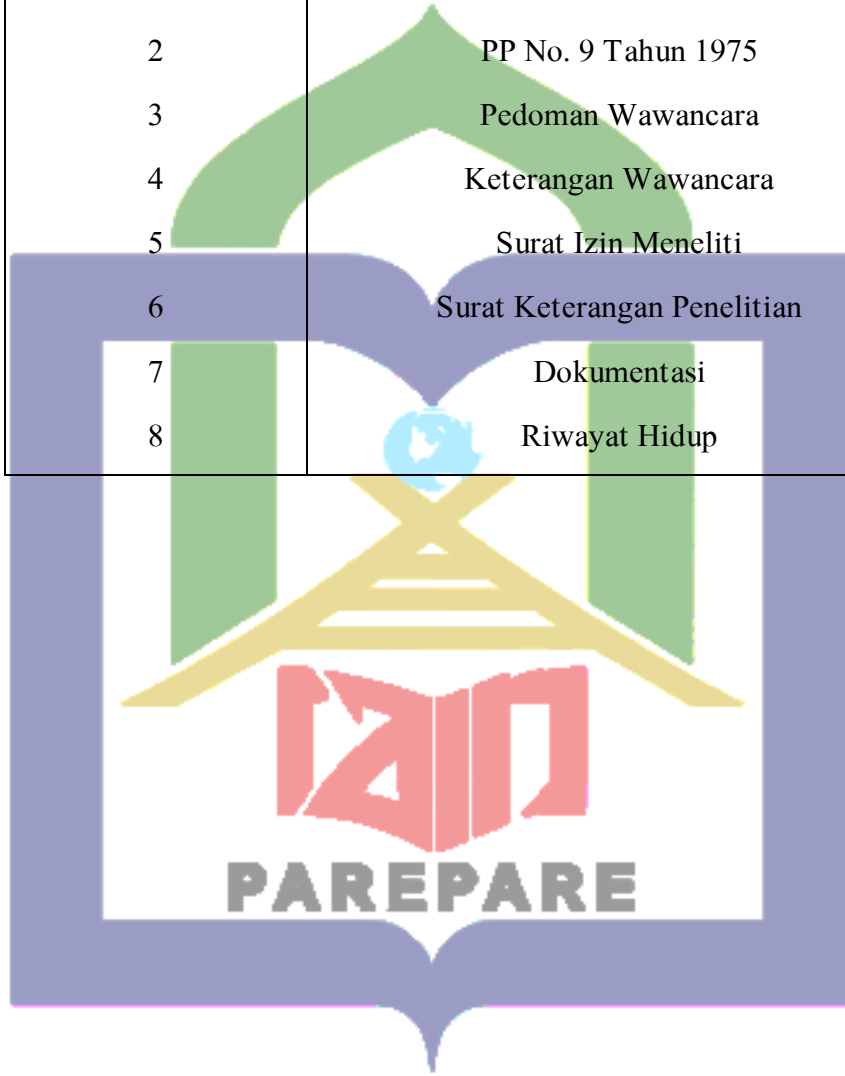 2 PP No. 9 Tahun 1975
3 Pedoman Wawancara
4 Keterangan Wawancara
5 Surat Izin Meneliti
6 Surat Keterangan Penelitian
7 Dokumentasi
8 Riwayat Hidup
iain
PAREPARE